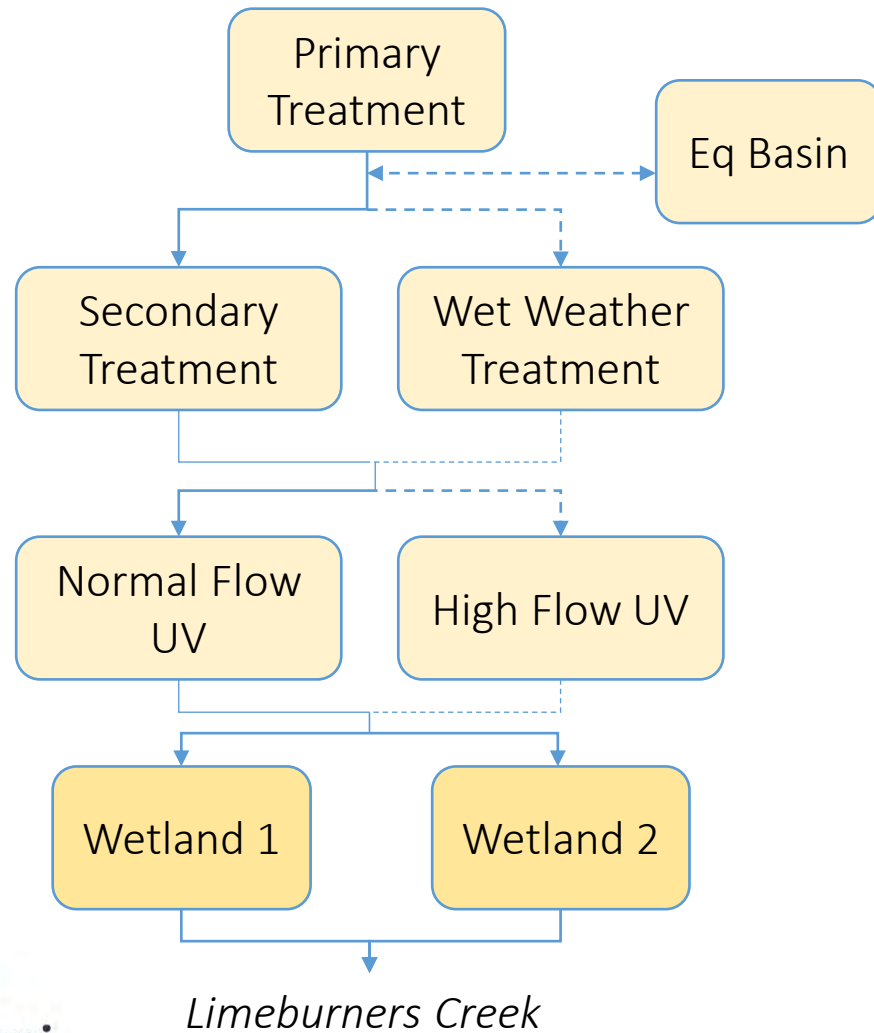 Primary
Treatment
Eq Basin
Secondary
Treatment
Wet Weather
Treatment
Normal Flow
UV
High Flow UV
Wetland 1
Wetland 2
Limeburners Creek